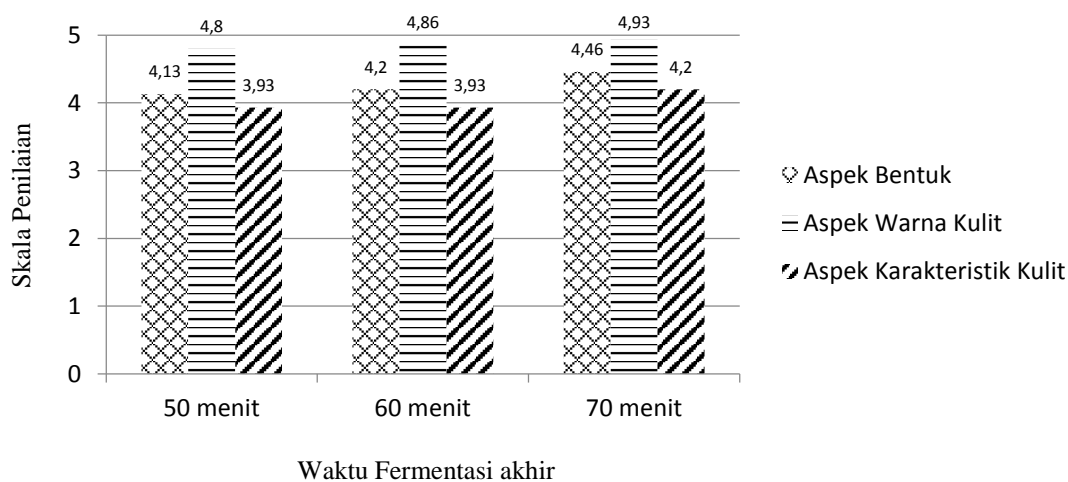 4,8
4,86
4,93
4,13
3,93
4,2
3,93
4,46
4,2
5
4
3
2
1
0
Skala Penilaian
50 menit
60 menit
70 menit
Waktu Fermentasi akhir
Aspek Bentuk
Aspek Warna Kulit
Aspek Karakteristik Kulit